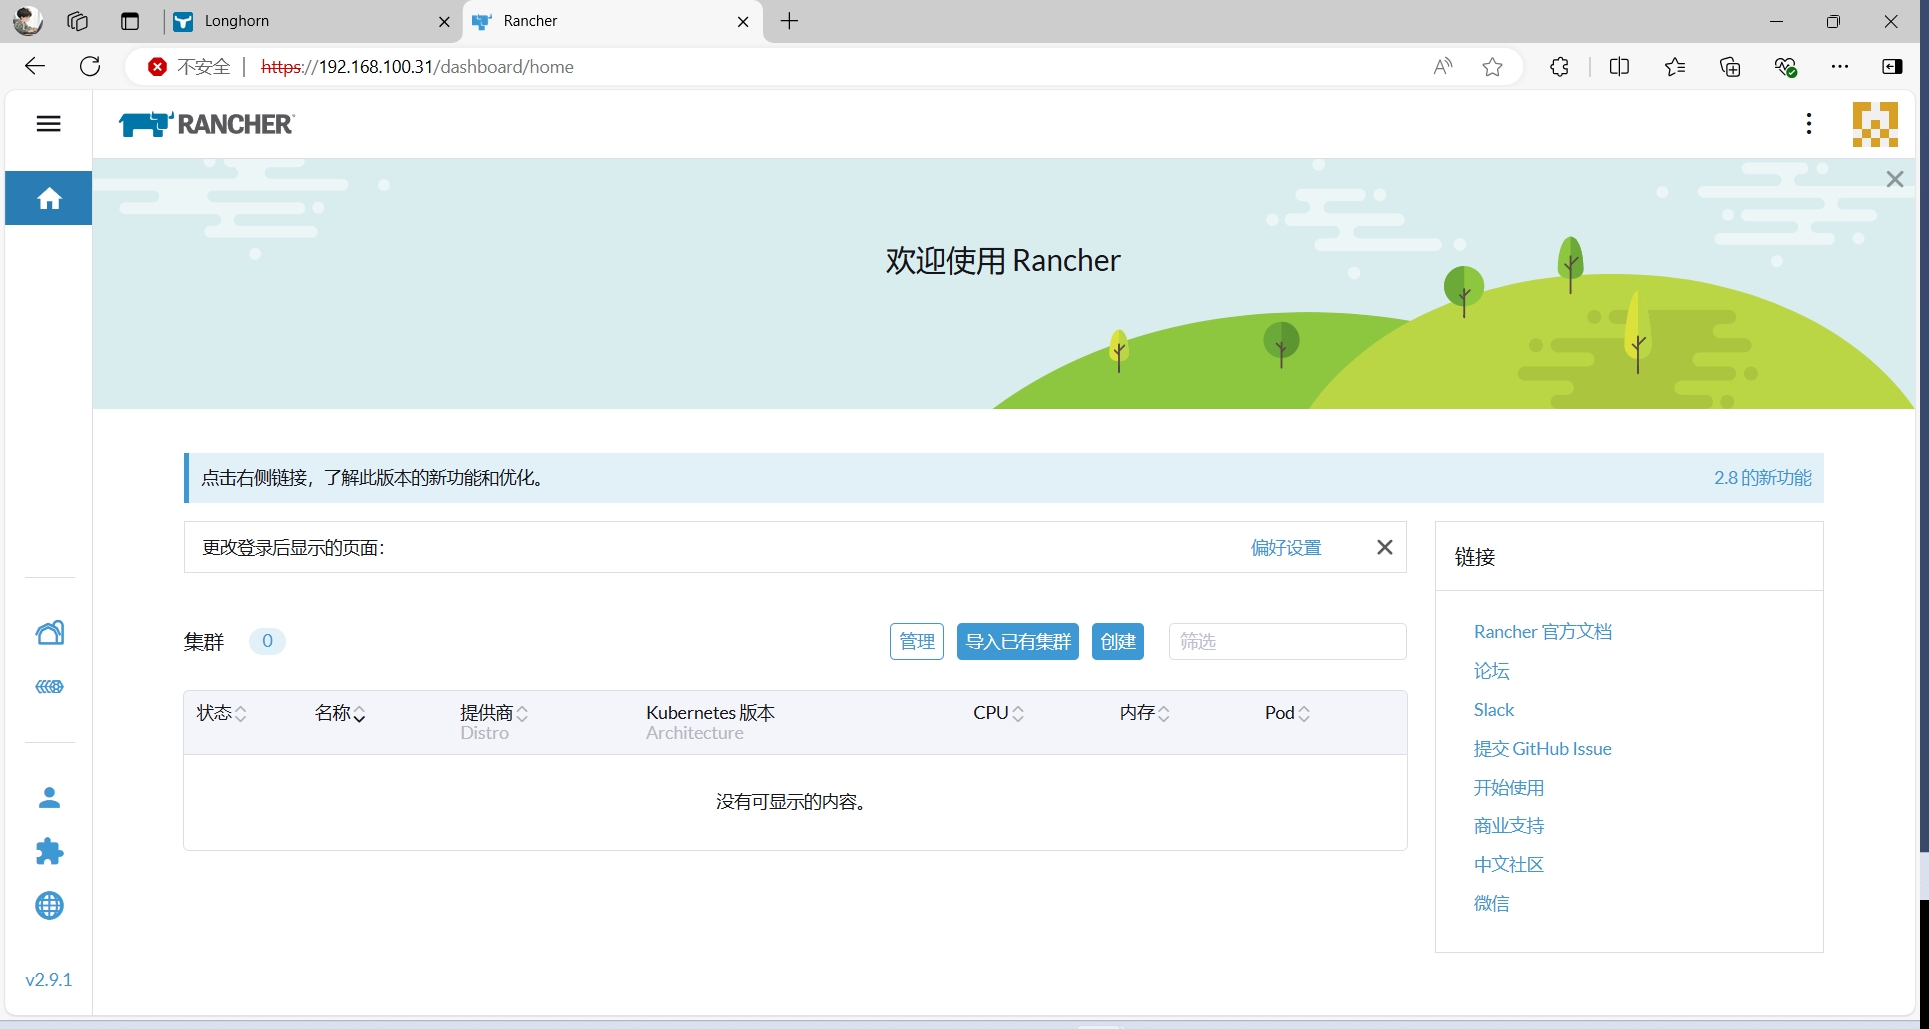 Longhorn
Rancher
不安全
https://192.168.100.31/dashboard/home
RANCHER
欢迎使用 Rancher
点击右侧链接，了解此版本的新功能和优化。
2.8 的新功能
更改登录后显示的页面：
偏好设置
链接
集群
0
管理
导入已有集群
创建
筛选
状态
名称
提供商
Distro
Kubernetes 版本
Architecture
CPU
内存
Pod
没有可显示的内容。
Rancher 官方文档
论坛
Slack
提交 GitHub Issue
开始使用
商业支持
中文社区
微信
v2.9.1